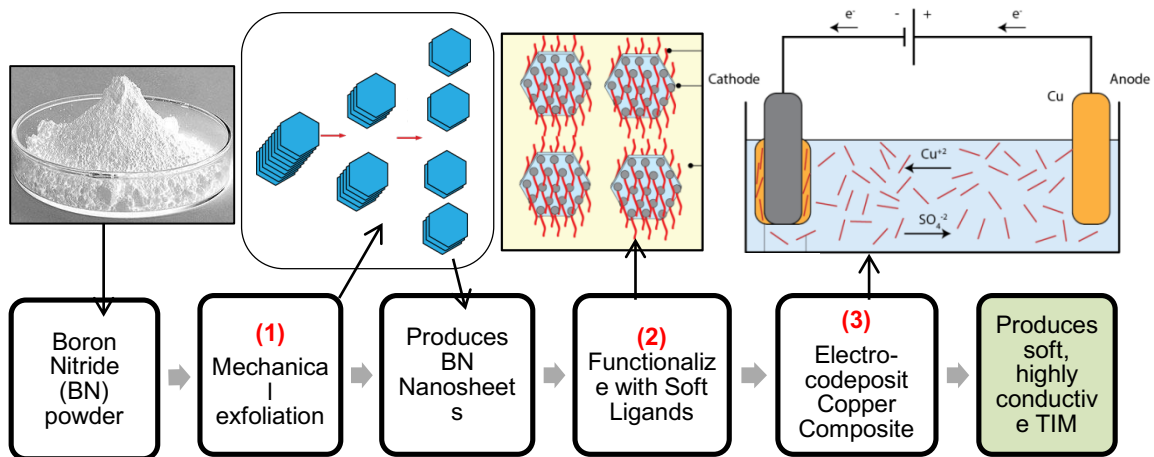 e-
-
+
e-
Cathode
Anode
Cu
Cu+2
SO4-2
Boron
Nitride
(BN)
powder
(1)
Mechanica
l
exfoliation
Produces
BN
Nanosheet
s
(2)
Functionaliz
e with Soft
Ligands
(3)
Electro-
codeposit
Copper
Composite
Produces
soft,
highly
conductiv
e TIM